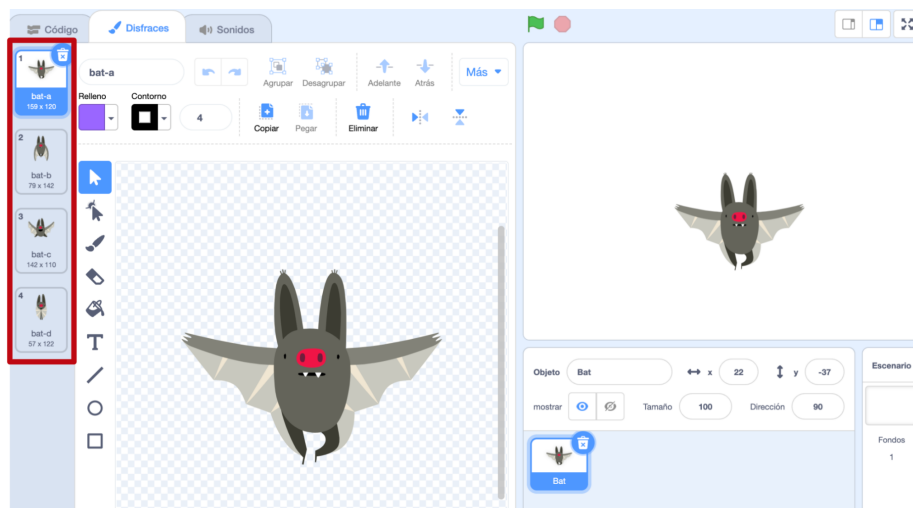 Código
Disfraces
Sonidos
1
bat-a
159 x 120
2
bat-b
79 x 142
3
bat-c
142 x 110
4
bat-d
57 x 122
bat-a
Agrupar
Desagrupar
Adelante
Atrás
Más
Relleno
Contorno
4
Copiar
Pegar
Eliminar
T
Objeto
Bat
x
22
y
-37
mostrar
Tamaño
100
Dirección
90
Bat
Escenario
Fondos
1